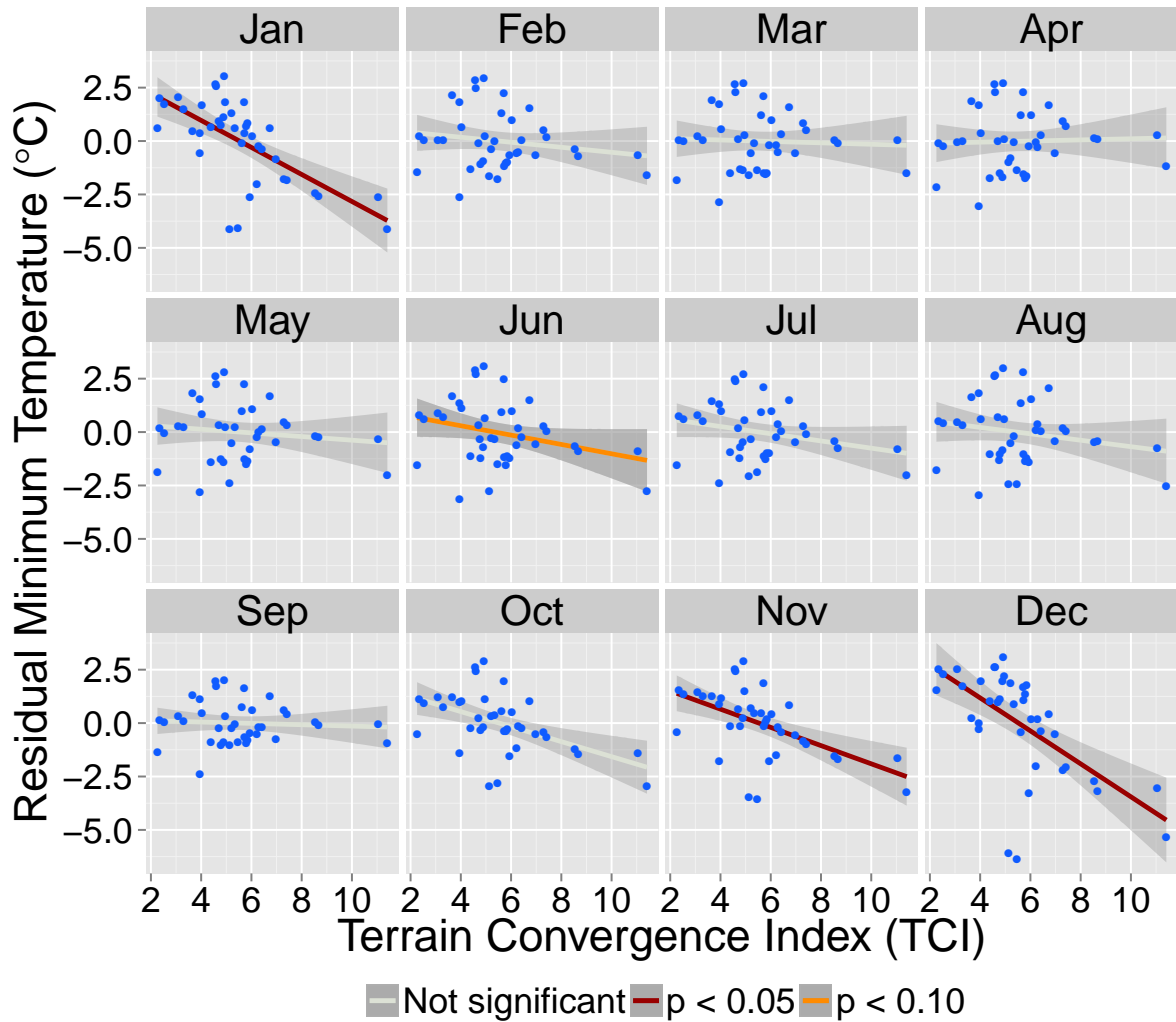 Jan Feb Mar Apr
2.5
0.0
−2.5
−5.0
May Jun Jul Aug
2.5
0.0
−2.5
−5.0
Sep Oct Nov Dec
2.5
0.0
−2.5
−5.0
2 4 6 8 10 2 4 6 8 10 2 4 6 8 10 2 4 6 8 10
Residual Minimum Temperature (°C)
Terrain Convergence Index (TCI)
Not significant p < 0.05 p < 0.10